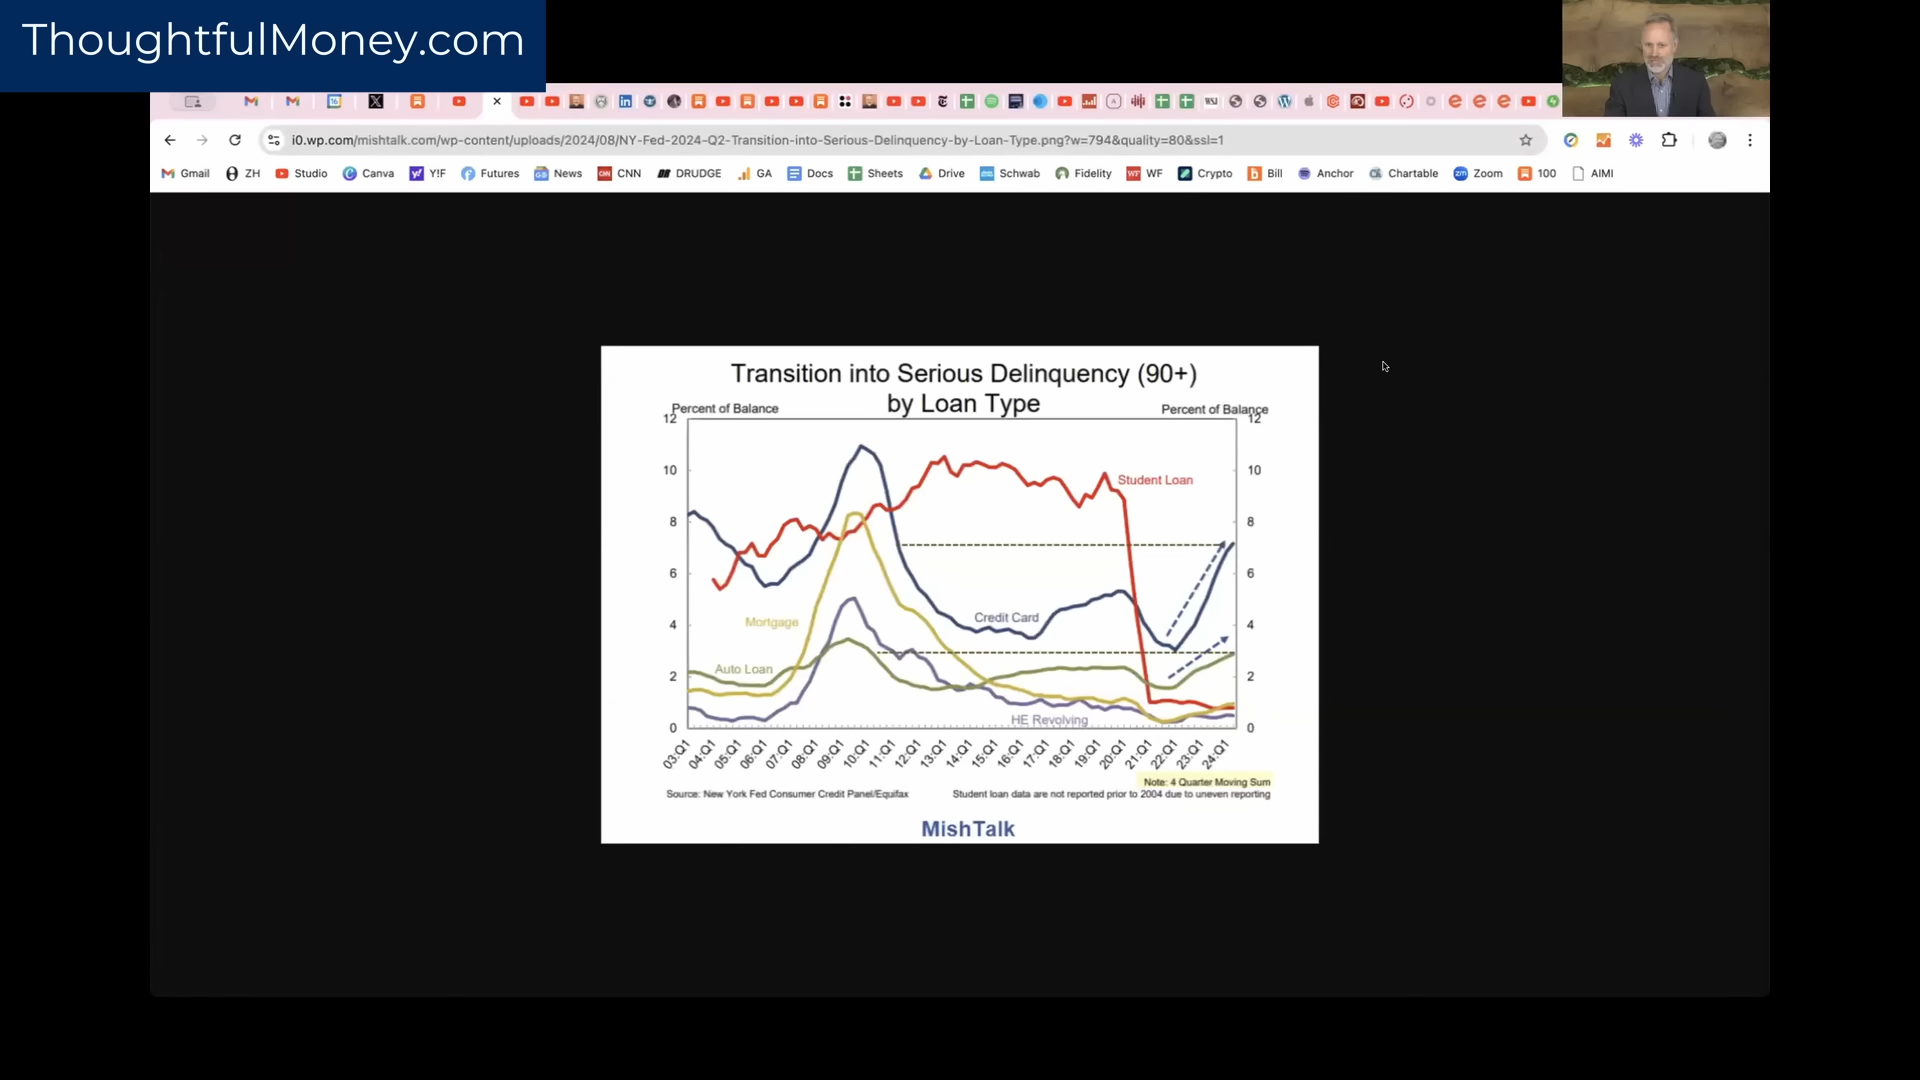 ThoughtfulMoney.com
i0.wp.com/mishtalk.com/wp-content/uploads/2024/08/NY-Fed-2024-Q2-Transition-into-Serious-Delinquency-by-Loan-Type.png?w=794&quality=80&ssl=1
Gmail ZH Studio Canva Y!F Futures News CNN DRUDGE GA Docs Sheets Drive Schwab Fidelity WF Crypto Bill Anchor Chartable Zoom 100 AIMI
Transition into Serious Delinquency (90+)
by Loan Type
Percent of Balance Percent of Balance
12 12
10 10
Student Loan
8 8
6 6
Credit Card
Mortgage
4 4
Auto Loan
2 2
HE Revolving
0 0
03:Q1 04:Q1 05:Q1 06:Q1 07:Q1 08:Q1 09:Q1 10:Q1 11:Q1 12:Q1 13:Q1 14:Q1 15:Q1 16:Q1 17:Q1 18:Q1 19:Q1 20:Q1 21:Q1 22:Q1 23:Q1 24:Q1
Note: 4 Quarter Moving Sum
Source: New York Fed Consumer Credit Panel/Equifax Student loan data are not reported prior to 2004 due to uneven reporting
MishTalk